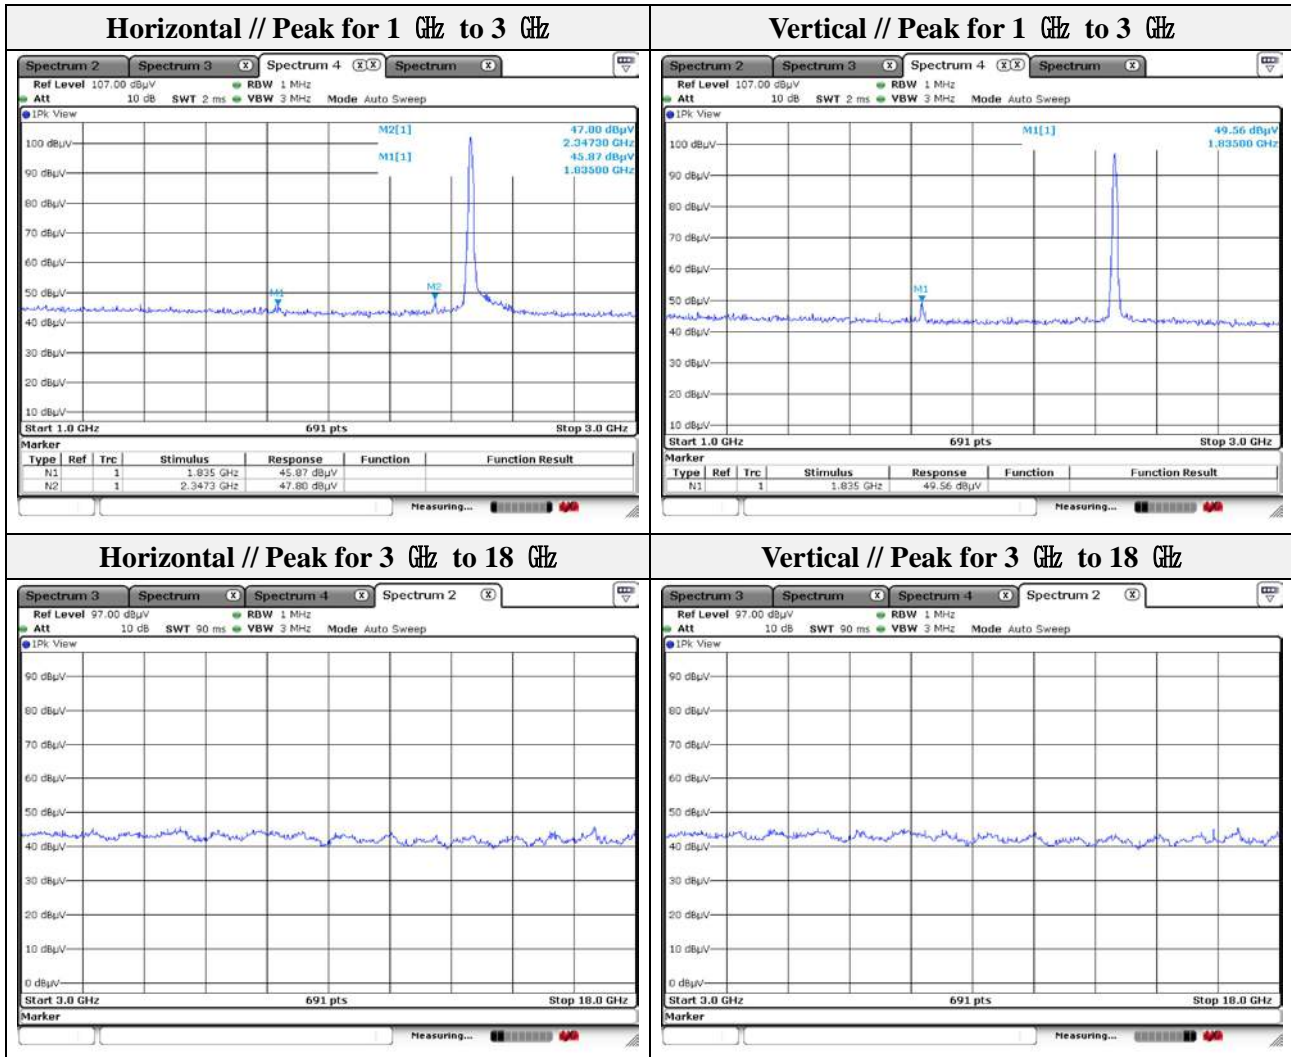 Horizontal // Peak for 1 ㎓ to 3 ㎓
Spectrum 2 Spectrum 3 Spectrum 4 Spectrum
Ref Level 107.00 dBµV RBW 1 MHz
Att 10 dB SWT 2 ms VBW 3 MHz Mode Auto Sweep
1Pk View
M2[1] 47.80 dBµV
2.34730 GHz
M1[1] 45.87 dBµV
1.83500 GHz
100 dBµV
90 dBµV
80 dBµV
70 dBµV
60 dBµV
50 dBµV
40 dBµV
30 dBµV
20 dBµV
10 dBµV
M1
M2
Start 1.0 GHz 691 pts Stop 3.0 GHz
Marker
Type Ref Trc Stimulus Response Function Function Result
N1 1 1.835 GHz 45.87 dBµV
N2 1 2.3473 GHz 47.80 dBµV
Measuring...
Vertical // Peak for 1 ㎓ to 3 ㎓
Spectrum 2 Spectrum 3 Spectrum 4 Spectrum
Ref Level 107.00 dBµV RBW 1 MHz
Att 10 dB SWT 2 ms VBW 3 MHz Mode Auto Sweep
1Pk View
M1[1] 49.56 dBµV
1.83500 GHz
100 dBµV
90 dBµV
80 dBµV
70 dBµV
60 dBµV
50 dBµV
40 dBµV
30 dBµV
20 dBµV
10 dBµV
M1
Start 1.0 GHz 691 pts Stop 3.0 GHz
Marker
Type Ref Trc Stimulus Response Function Function Result
N1 1 1.835 GHz 49.56 dBµV
Measuring...
Horizontal // Peak for 3 ㎓ to 18 ㎓
Spectrum 3 Spectrum Spectrum 4 Spectrum 2
Ref Level 97.00 dBµV RBW 1 MHz
Att 10 dB SWT 90 ms VBW 3 MHz Mode Auto Sweep
1Pk View
90 dBµV
80 dBµV
70 dBµV
60 dBµV
50 dBµV
40 dBµV
30 dBµV
20 dBµV
10 dBµV
0 dBµV
Start 3.0 GHz 691 pts Stop 18.0 GHz
Marker
Measuring...
Vertical // Peak for 3 ㎓ to 18 ㎓
Spectrum 3 Spectrum Spectrum 4 Spectrum 2
Ref Level 97.00 dBµV RBW 1 MHz
Att 10 dB SWT 90 ms VBW 3 MHz Mode Auto Sweep
1Pk View
90 dBµV
80 dBµV
70 dBµV
60 dBµV
50 dBµV
40 dBµV
30 dBµV
20 dBµV
10 dBµV
0 dBµV
Start 3.0 GHz 691 pts Stop 18.0 GHz
Marker
Measuring...